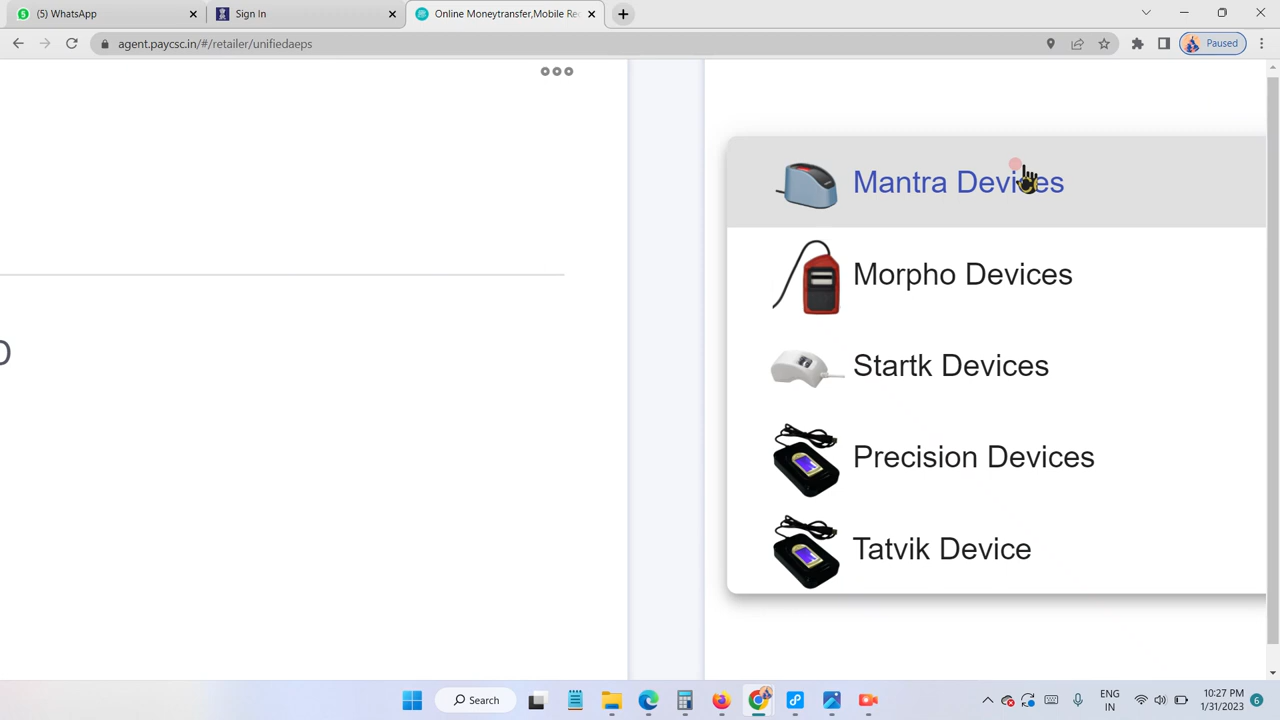 (5) WhatsApp
Sign In
Online Moneytransfer,Mobile Re
agent.paycsc.in/#/retailer/unifiedaeps
Paused
Mantra Devices
Morpho Devices
Startk Devices
Precision Devices
Tatvik Device
Search
ENG
IN
10:27 PM
1/31/2023
6